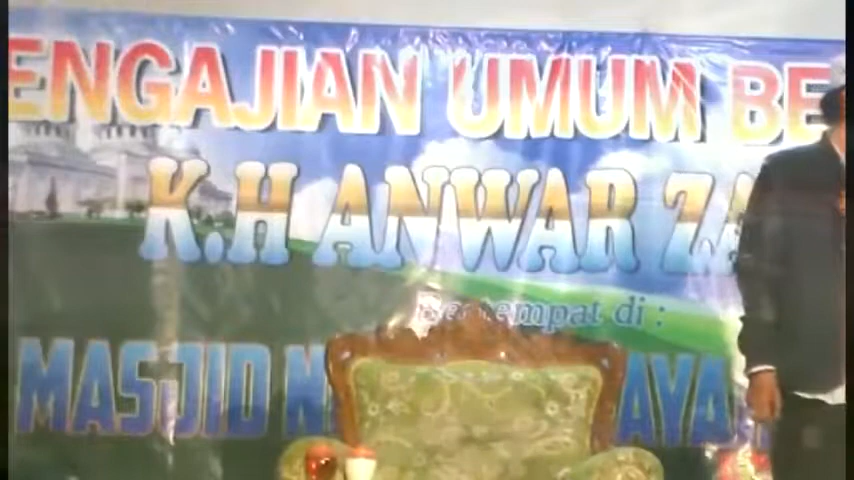 ENGAJIAN UMUM BE
K.H ANWAR ZA
Bertempat di :
MASJID N AYA